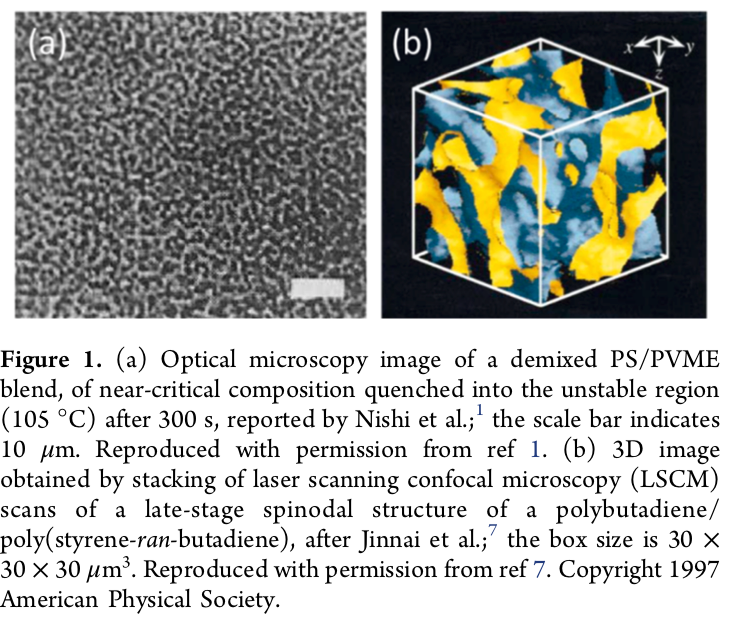 (a)
(b)
x
y
z
Figure 1. (a) Optical microscopy image of a demixed PS/PVME
blend, of near-critical composition quenched into the unstable region
(105 °C) after 300 s, reported by Nishi et al.;1 the scale bar indicates
10 μm. Reproduced with permission from ref 1. (b) 3D image
obtained by stacking of laser scanning confocal microscopy (LSCM)
scans of a late-stage spinodal structure of a polybutadiene/
poly(styrene-ran-butadiene), after Jinnai et al.;7 the box size is 30 ×
30 × 30 μm3. Reproduced with permission from ref 7. Copyright 1997
American Physical Society.